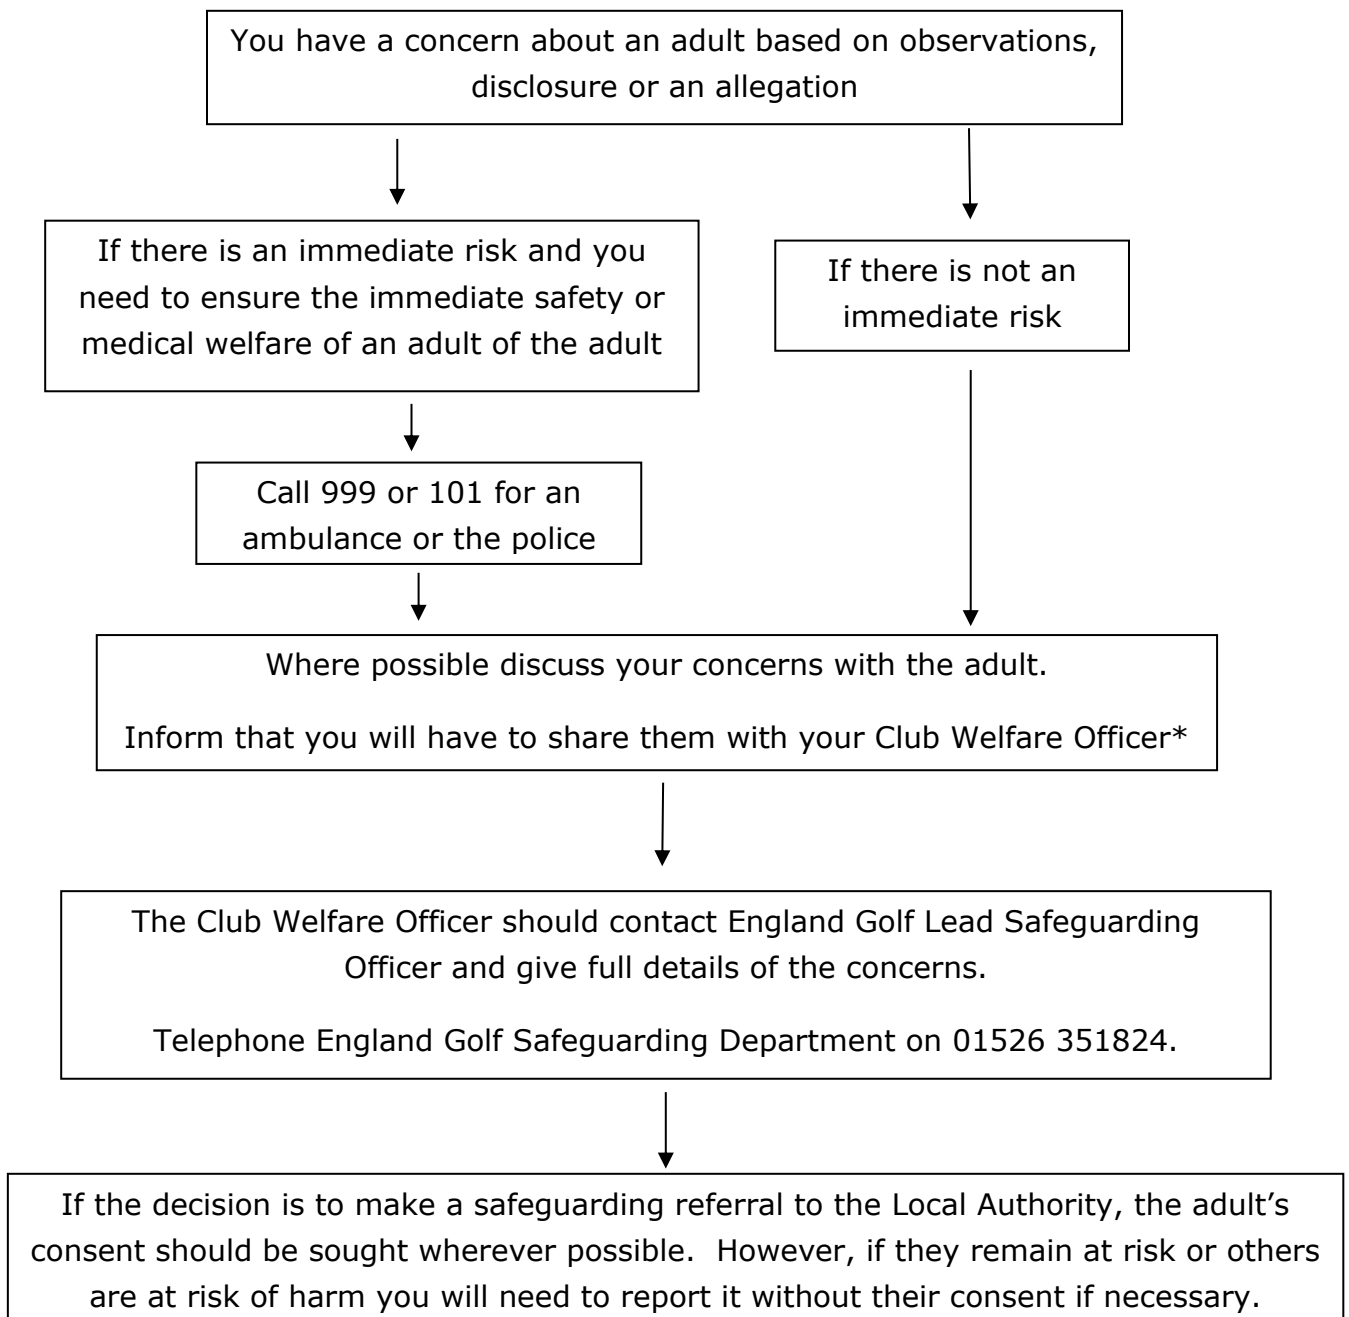 You have a concern about an adult based on observations,
disclosure or an allegation
If there is an immediate risk and you
need to ensure the immediate safety or
medical welfare of an adult of the adult
If there is not an
immediate risk
Call 999 or 101 for an
ambulance or the police
Where possible discuss your concerns with the adult.
Inform that you will have to share them with your Club Welfare Officer*
The Club Welfare Officer should contact England Golf Lead Safeguarding
Officer and give full details of the concerns.
Telephone England Golf Safeguarding Department on 01526 351824.
If the decision is to make a safeguarding referral to the Local Authority, the adult’s
consent should be sought wherever possible.  However, if they remain at risk or others
are at risk of harm you will need to report it without their consent if necessary.